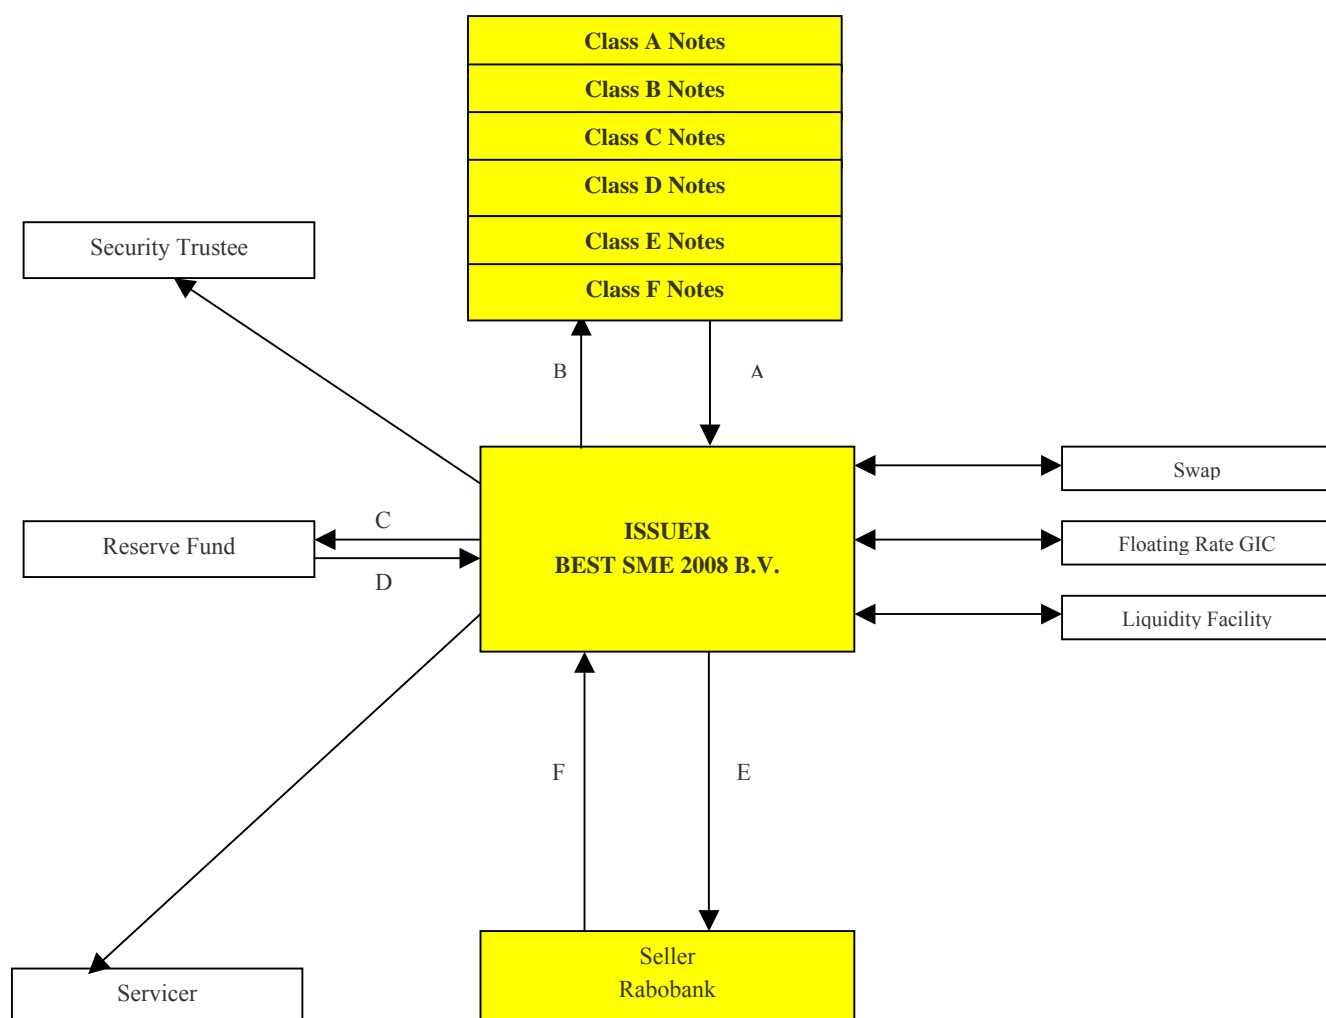 Class A Notes
Class B Notes
Class C Notes
Class D Notes
Class E Notes
Class F Notes
Security Trustee
B
A
Swap
C
Reserve Fund
D
ISSUER
BEST SME 2008 B.V.
Floating Rate GIC
Liquidity Facility
F
E
Seller
Rabobank
Servicer